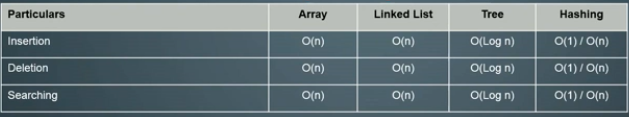 Particulars Array Linked List Tree Hashing
Insertion O(n) O(n) O(Log n) O(1) / O(n)
Deletion O(n) O(n) O(Log n) O(1) / O(n)
Searching O(n) O(n) O(Log n) O(1) / O(n)